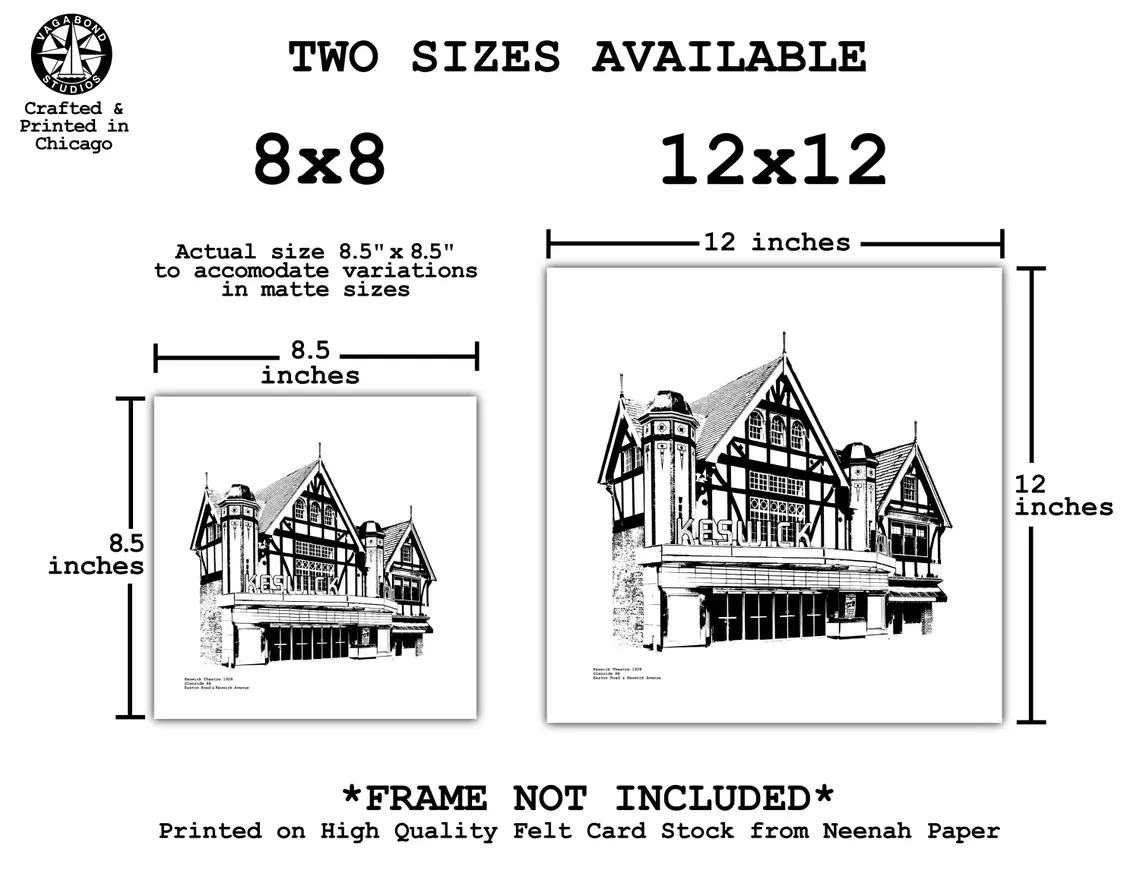 VAGABOND
STUDIOS
Crafted &
Printed in
Chicago
TWO SIZES AVAILABLE
8x8
12x12
Actual size 8.5" x 8.5"
to accomodate variations
in matte sizes
8.5
inches
12 inches
8.5
inches
12
inches
KESWICK
Keswick Theatre:1928
Glenside PA
Easton Road & Keswick Avenue
KESWICK
Keswick Theatre:1928
Glenside PA
Easton Road & Keswick Avenue
*FRAME NOT INCLUDED*
Printed on High Quality Felt Card Stock from Neenah Paper